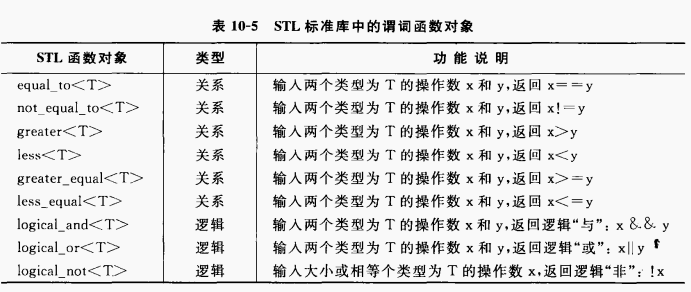 表 10-5 STL 标准库中的谓词函数对象
STL 函数对象 类型 功能说明
equal_to<T> 关系 输入两个类型为 T 的操作数 x 和 y,返回 x==y
not_equal_to<T> 关系 输入两个类型为 T 的操作数 x 和 y,返回 x!=y
greater<T> 关系 输入两个类型为 T 的操作数 x 和 y,返回 x>y
less<T> 关系 输入两个类型为 T 的操作数 x 和 y,返回 x<y
greater_equal<T> 关系 输入两个类型为 T 的操作数 x 和 y,返回 x>=y
less_equal<T> 关系 输入两个类型为 T 的操作数 x 和 y,返回 x<=y
logical_and<T> 逻辑 输入两个类型为 T 的操作数 x 和 y,返回逻辑“与”: x && y
logical_or<T> 逻辑 输入两个类型为 T 的操作数 x 和 y,返回逻辑“或”: x||y
logical_not<T> 逻辑 输入大小或相等个类型为 T 的操作数 x,返回逻辑“非”: !x